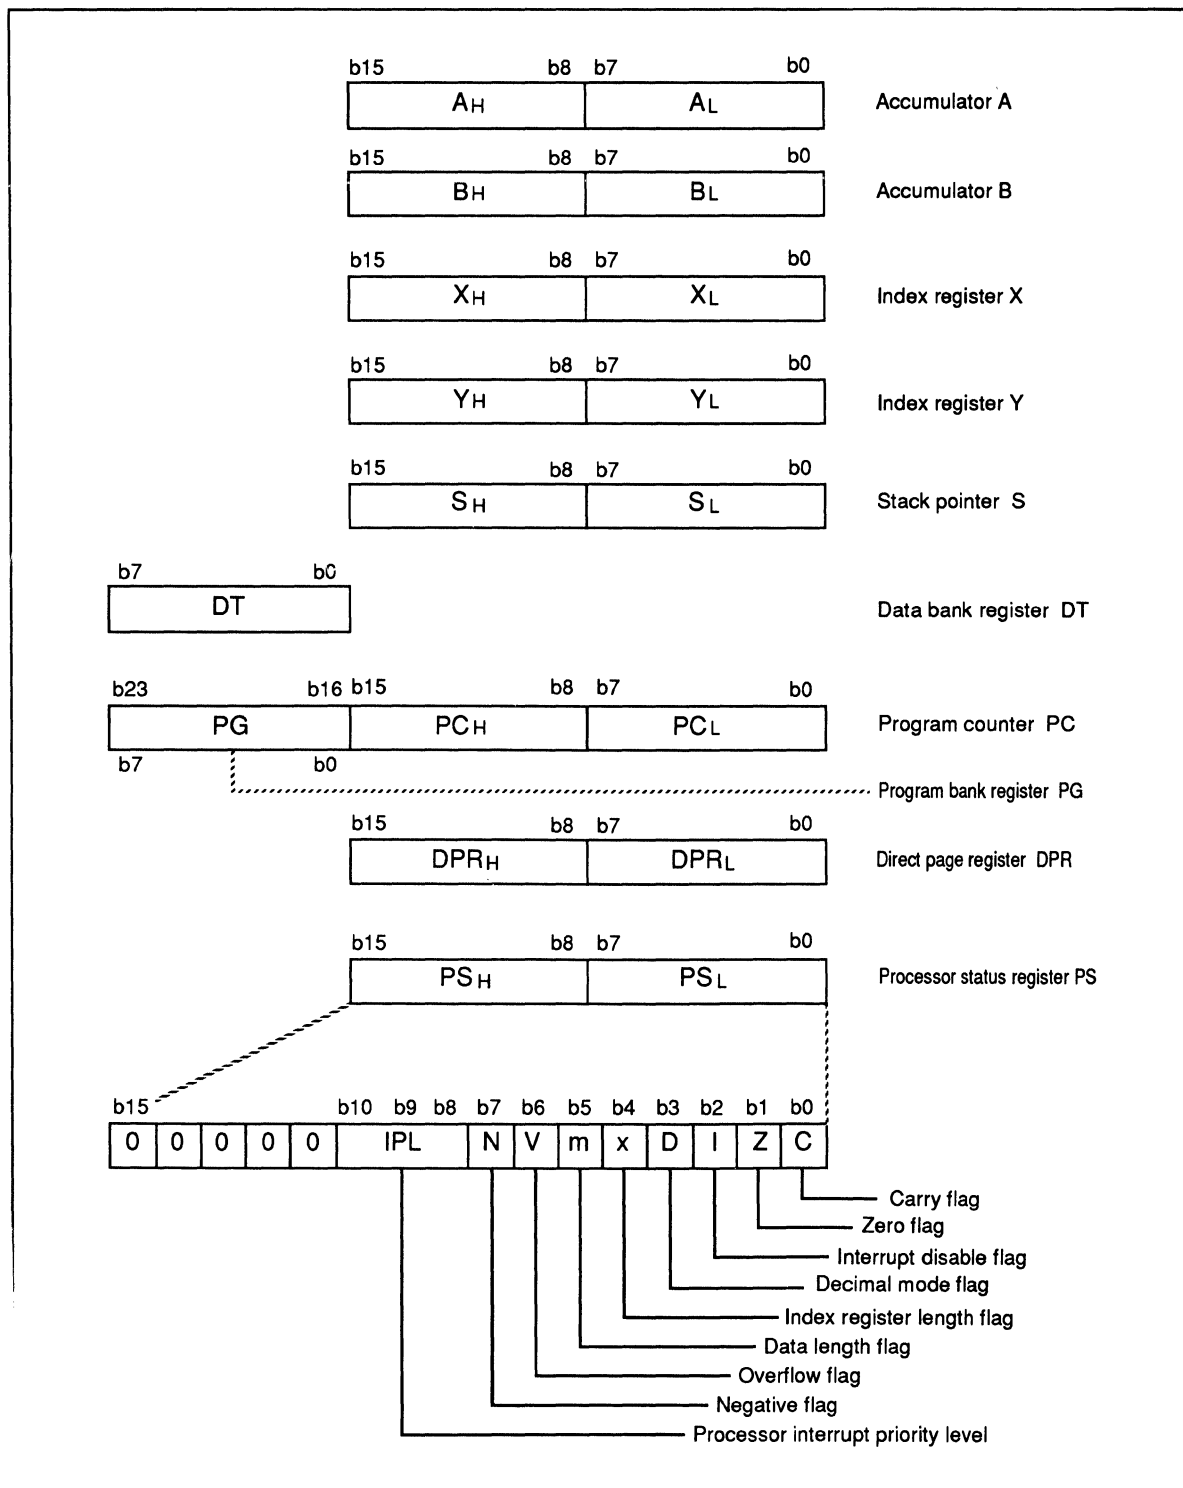 b15 b8 b7 b0
AH AL Accumulator A
b15 b8 b7 b0
BH BL Accumulator B
b15 b8 b7 b0
XH XL Index register X
b15 b8 b7 b0
YH YL Index register Y
b15 b8 b7 b0
SH SL Stack pointer S
b7 b0
DT Data bank register DT
b23 b16 b15 b8 b7 b0
PG PCH PCL Program counter PC
b7 b0
Program bank register PG
b15 b8 b7 b0
DPRH DPRL Direct page register DPR
b15 b8 b7 b0
PSH PSL Processor status register PS
b15 b10 b9 b8 b7 b6 b5 b4 b3 b2 b1 b0
0 0 0 0 0 IPL N V m x D I Z C
Carry flag
Zero flag
Interrupt disable flag
Decimal mode flag
Index register length flag
Data length flag
Overflow flag
Negative flag
Processor interrupt priority level